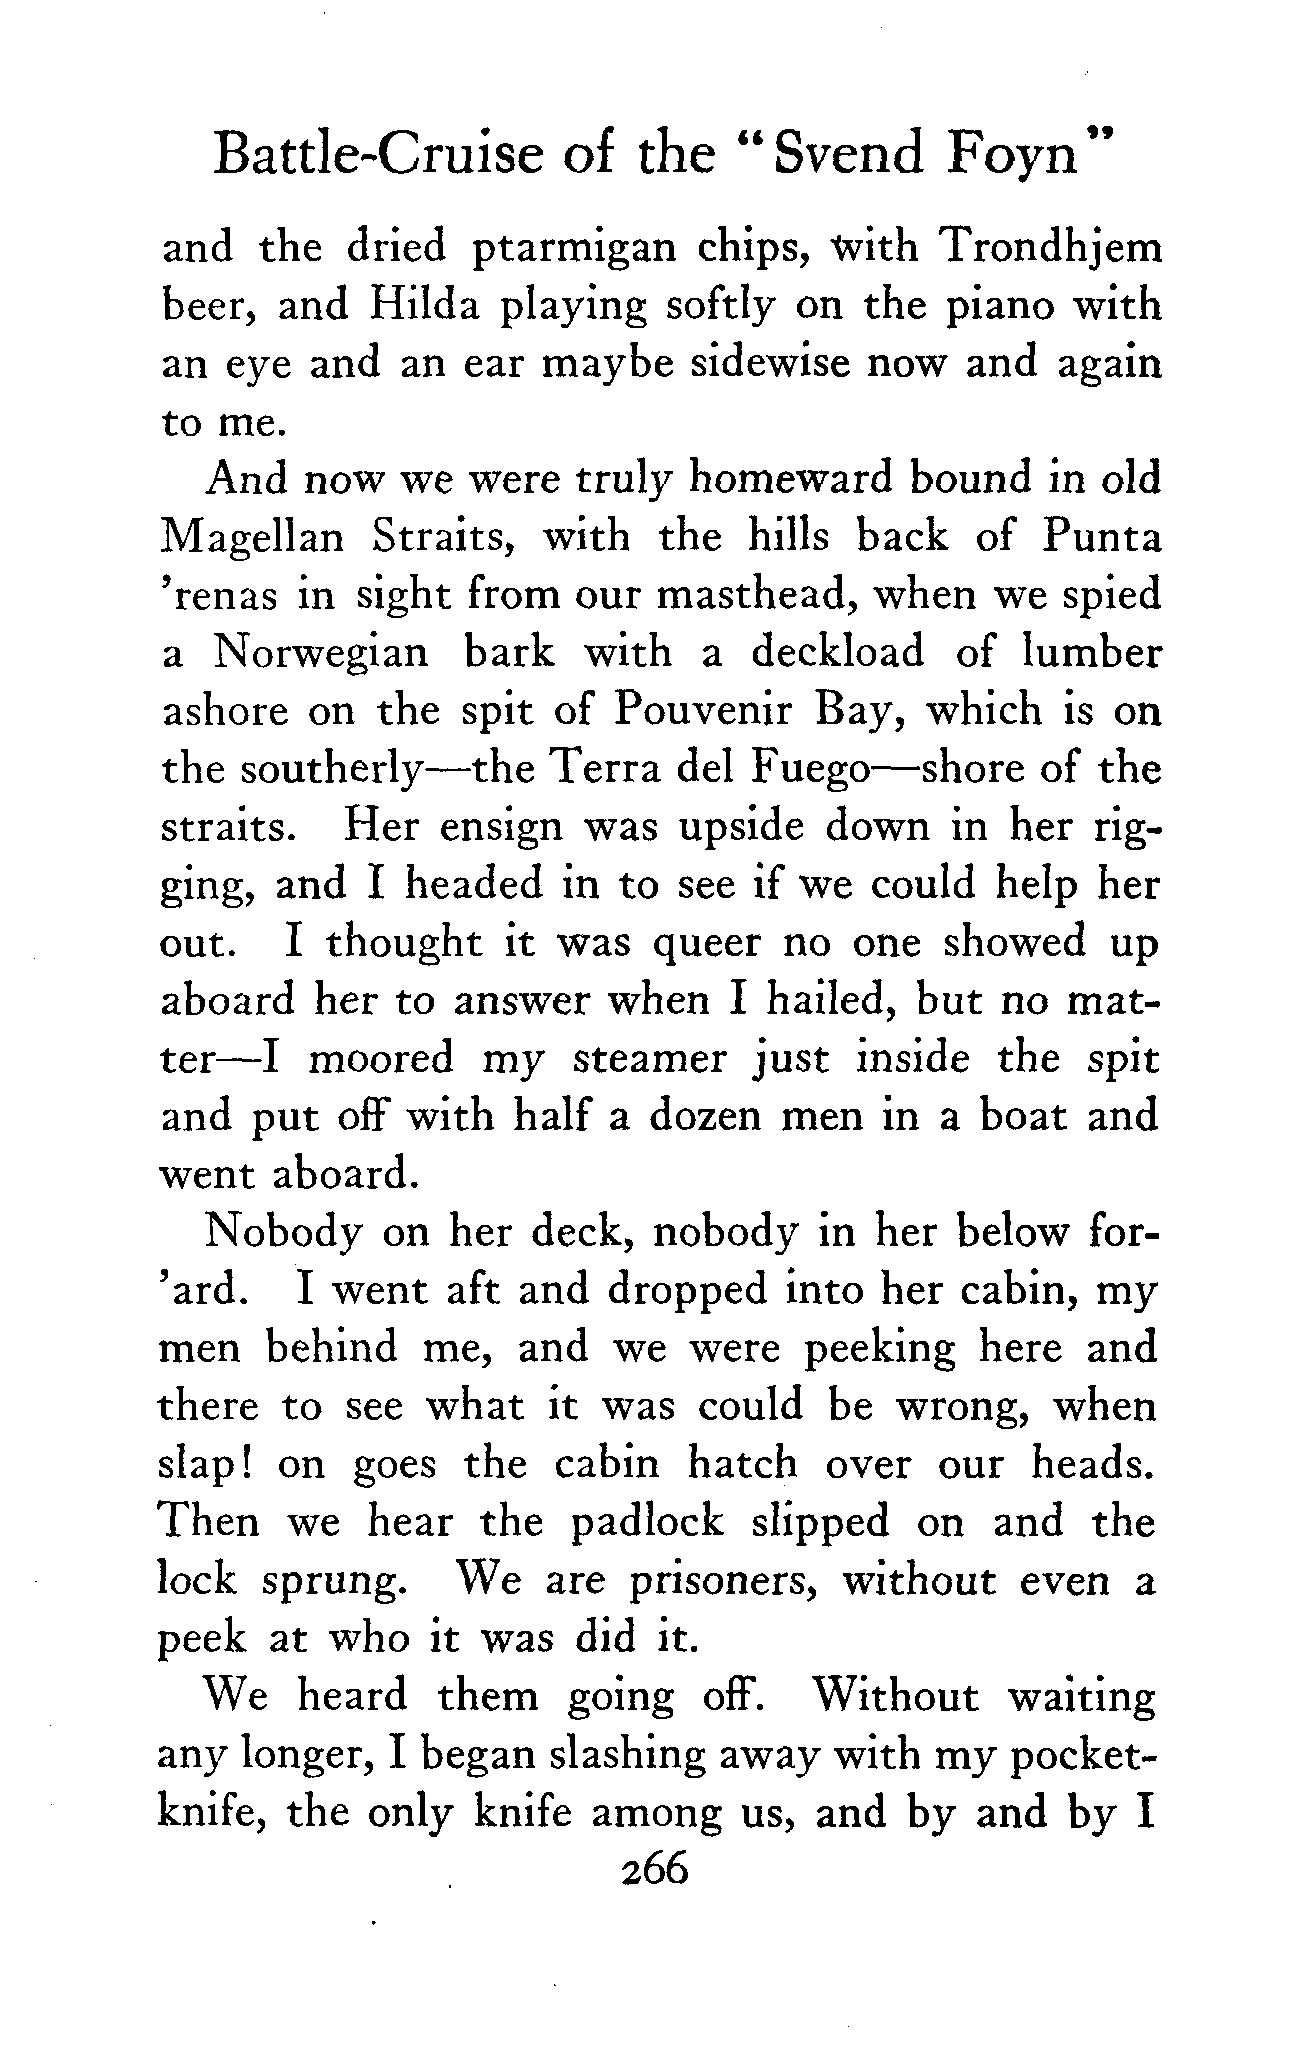 Battle-Cruise of the “Svend Foyn”
and the dried ptarmigan chips, with Trondhjem
beer, and Hilda playing softly on the piano with
an eye and an ear maybe sidewise now and again
to me.
And now we were truly homeward bound in old
Magellan Straits, with the hills back of Punta
’renas in sight from our masthead, when we spied
a Norwegian bark with a deckload of lumber
ashore on the spit of Pouvenir Bay, which is on
the southerly—the Terra del Fuego—shore of the
straits. Her ensign was upside down in her rig-
ging, and I headed in to see if we could help her
out. I thought it was queer no one showed up
aboard her to answer when I hailed, but no mat-
ter—I moored my steamer just inside the spit
and put off with half a dozen men in a boat and
went aboard.
Nobody on her deck, nobody in her below for-
’ard. I went aft and dropped into her cabin, my
men behind me, and we were peeking here and
there to see what it was could be wrong, when
slap! on goes the cabin hatch over our heads.
Then we hear the padlock slipped on and the
lock sprung. We are prisoners, without even a
peek at who it was did it.
We heard them going off. Without waiting
any longer, I began slashing away with my pocket-
knife, the only knife among us, and by and by I
266